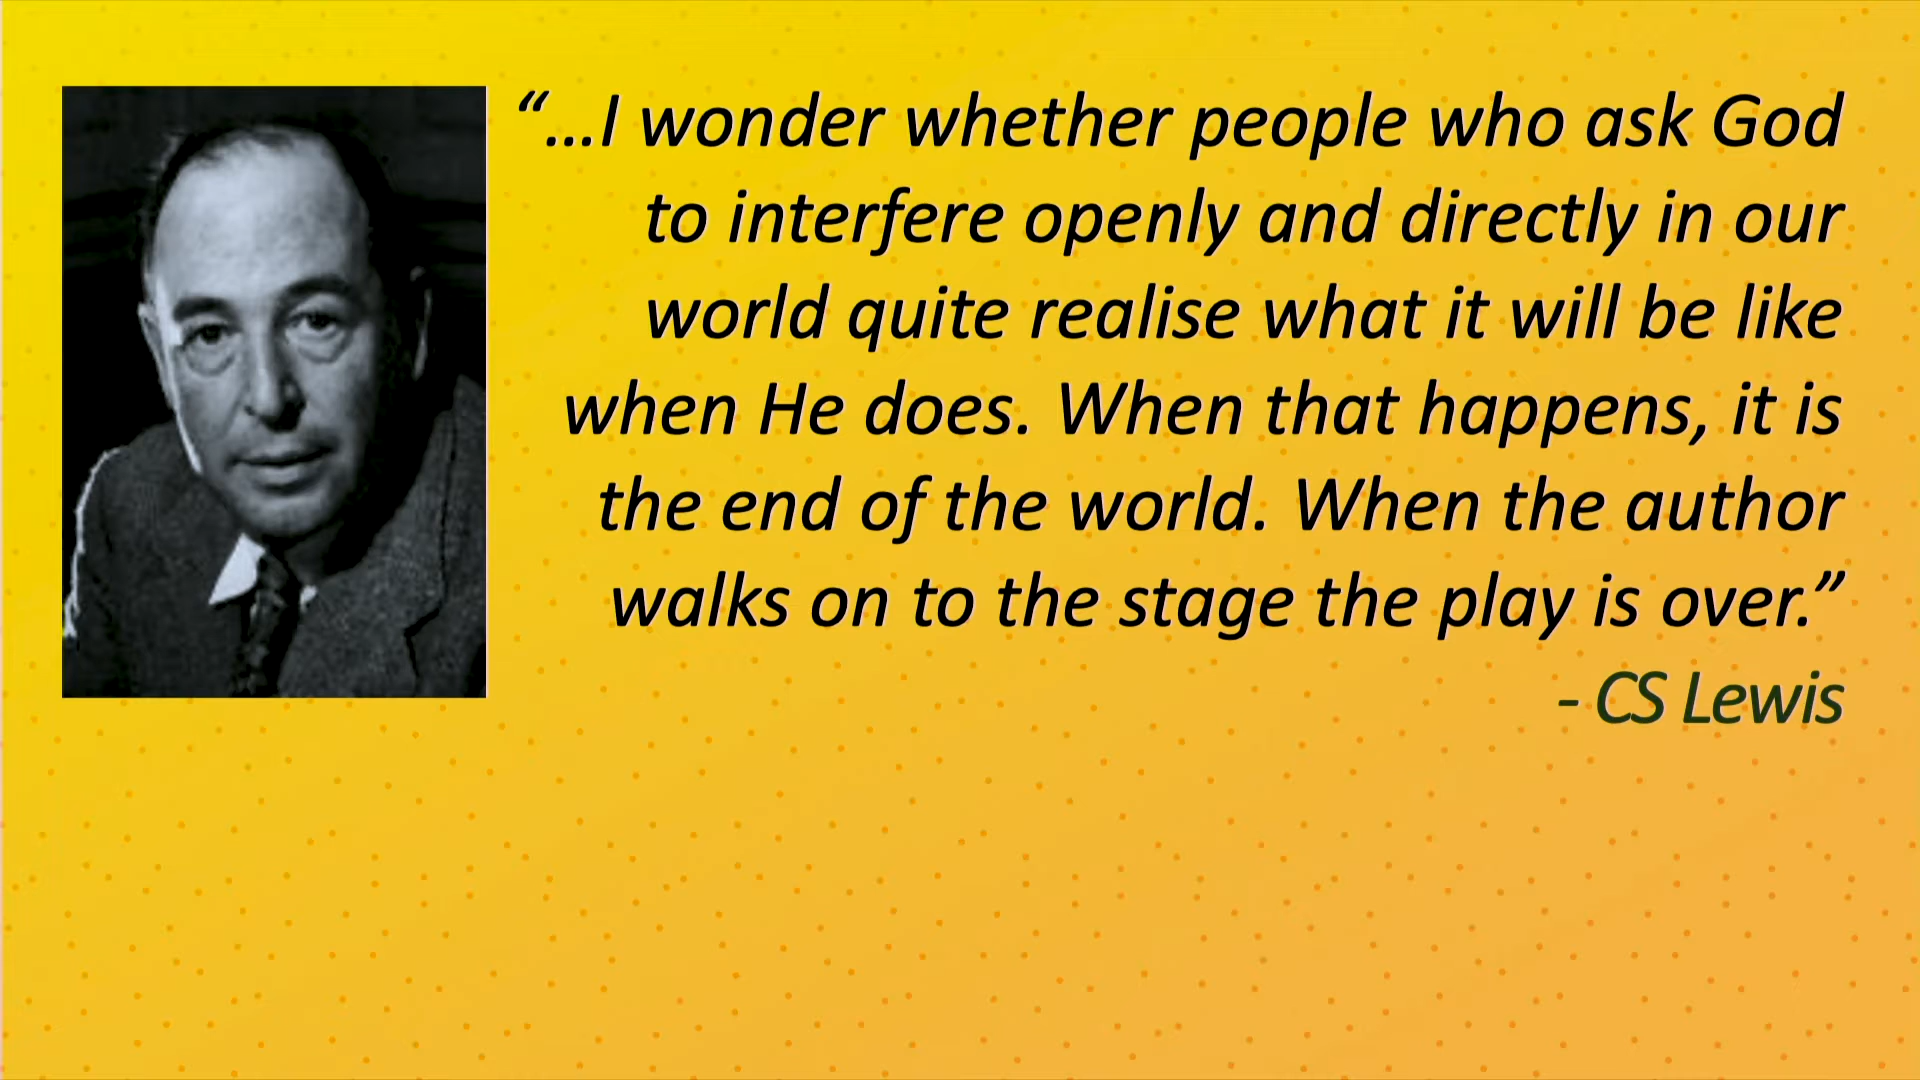 “...I wonder whether people who ask God
to interfere openly and directly in our
world quite realise what it will be like
when He does. When that happens, it is
the end of the world. When the author
walks on to the stage the play is over.”
- CS Lewis